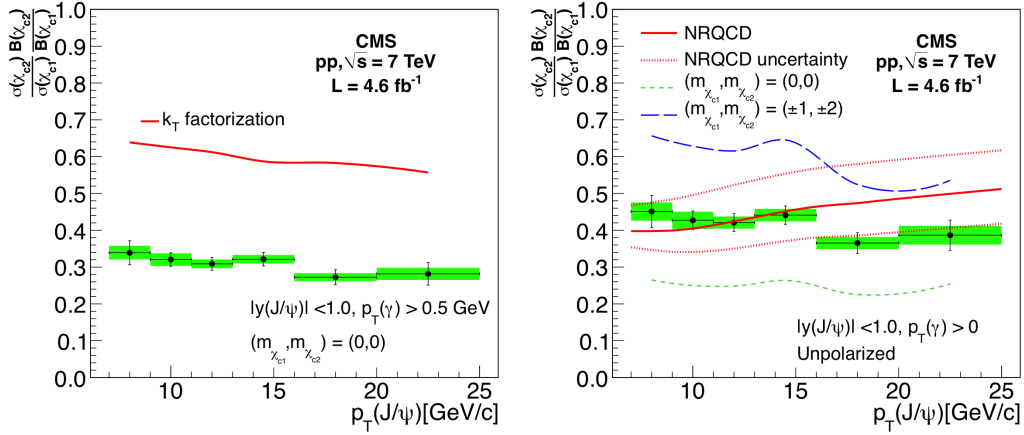 σ(χc2) B(χc2)
σ(χc1) B(χc1)
1.0
0.9
0.8
0.7
0.6
0.5
0.4
0.3
0.2
0.1
0.0
CMS
pp, √s = 7 TeV
L = 4.6 fb⁻¹
kT factorization
|y(J/ψ)| <1.0, pT(γ) > 0.5 GeV
(mχc1,mχc2) = (0,0)
10 15 20 25
pT(J/ψ)[GeV/c]
σ(χc2) B(χc2)
σ(χc1) B(χc1)
1.0
0.9
0.8
0.7
0.6
0.5
0.4
0.3
0.2
0.1
0.0
NRQCD
NRQCD uncertainty
(mχc1,mχc2) = (0,0)
(mχc1,mχc2) = (±1, ±2)
CMS
pp, √s = 7 TeV
L = 4.6 fb⁻¹
|y(J/ψ)| <1.0, pT(γ) > 0
Unpolarized
10 15 20 25
pT(J/ψ)[GeV/c]